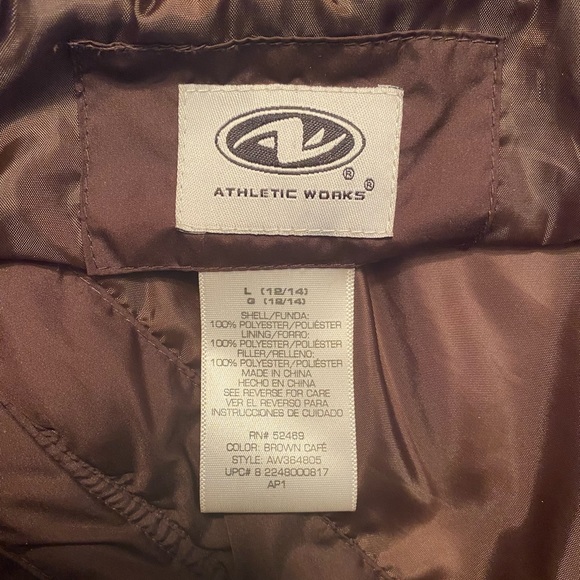 ATHLETIC WORKS®
®
L (12/14)
G (12/14)
SHELL/FUNDA:
100% POLYESTER/POLIÉSTER
LINING/FORRO:
100% POLYESTER/POLIÉSTER
FILLER/RELLENO:
100% POLYESTER/POLIÉSTER
MADE IN CHINA
HECHO EN CHINA
SEE REVERSE FOR CARE
VER EL REVERSO PARA
INSTRUCCIONES DE CUIDADO
RN# 52469
COLOR: BROWN CAFÉ
STYLE: AW364805
UPC# 8 2248000817
AP1